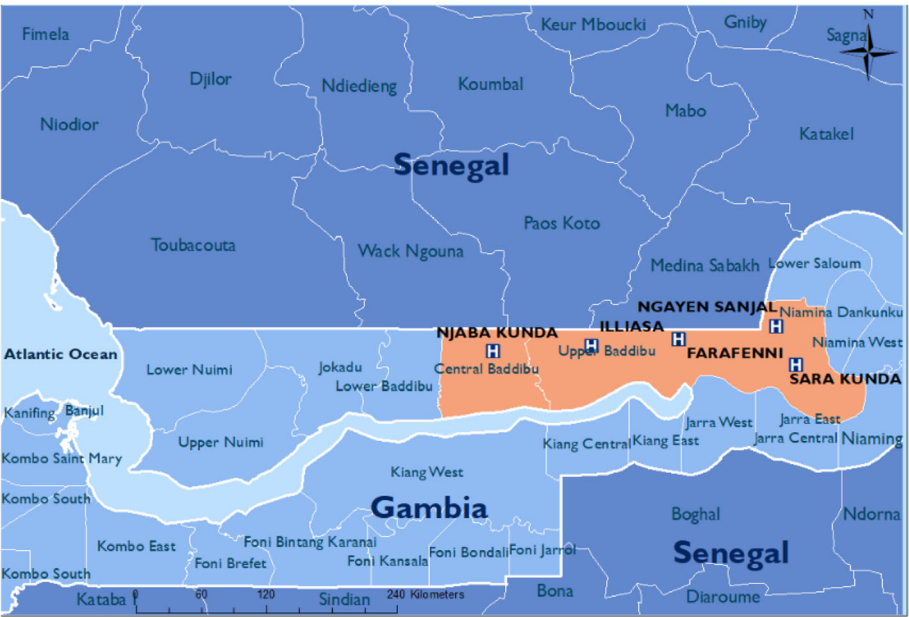 N
Fimela
Keur Mboucki
Gniby
Sagna
Djilor
Ndiedieng
Koumbal
Mabo
Niodior
Katakel
Senegal
Toubacouta
Wack Ngouna
Paos Koto
Medina Sabakh
Lower Saloum
NGAYEN SANJAL
Niamina Dankunku
NJABA KUNDA
ILLIASA
H
H
H
H
Niamina West
Atlantic Ocean
Lower Nuimi
Jokadu
Central Baddibu
Upper Baddibu
FARAFENNI
H
Lower Baddibu
SARA KUNDA
Kanifing
Banjul
Upper Nuimi
Kiang Central
Kiang East
Jarra West
Jarra East
Jarra Central
Niaming
Kombo Saint Mary
Kiang West
Kombo South
Gambia
Boghal
Ndorna
Kombo East
Foni Bintang Karanai
Foni Brefet
Foni Kansala
Foni Bondali
Foni Jarrol
Senegal
Kombo South
Kataba I
Sindian
Bona
Diaroume
0 60 120 240 Kilometers